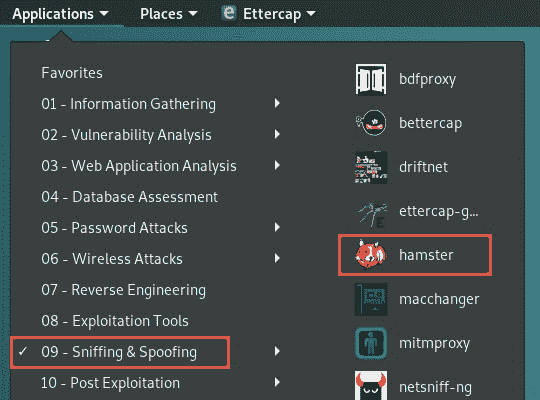 Applications Places Ettercap
Favorites
01 - Information Gathering
02 - Vulnerability Analysis
03 - Web Application Analysis
04 - Database Assessment
05 - Password Attacks
06 - Wireless Attacks
07 - Reverse Engineering
08 - Exploitation Tools
09 - Sniffing & Spoofing
10 - Post Exploitation
bdfproxy
bettercap
driftnet
ettercap-g...
hamster
macchanger
mitmproxy
netsniff-ng